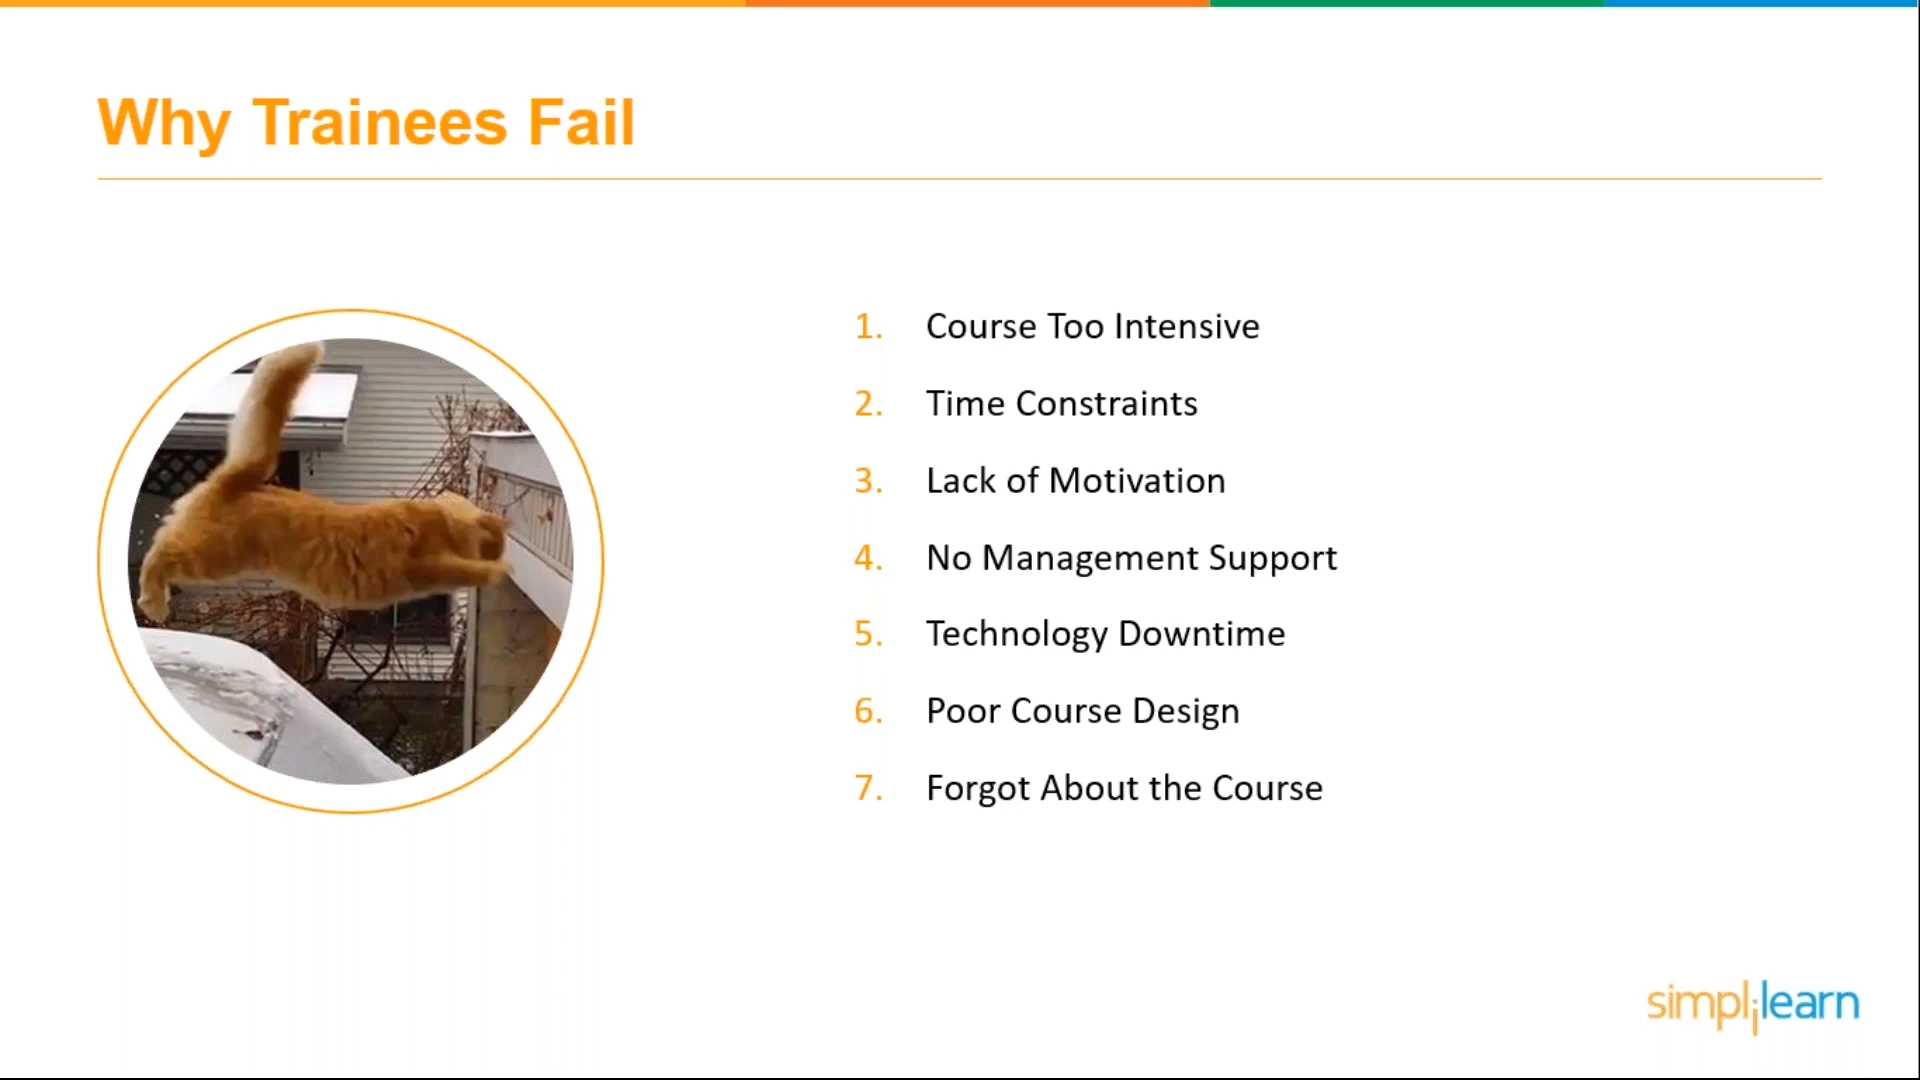 Why Trainees Fail
1. Course Too Intensive
2. Time Constraints
3. Lack of Motivation
4. No Management Support
5. Technology Downtime
6. Poor Course Design
7. Forgot About the Course
simplilearn